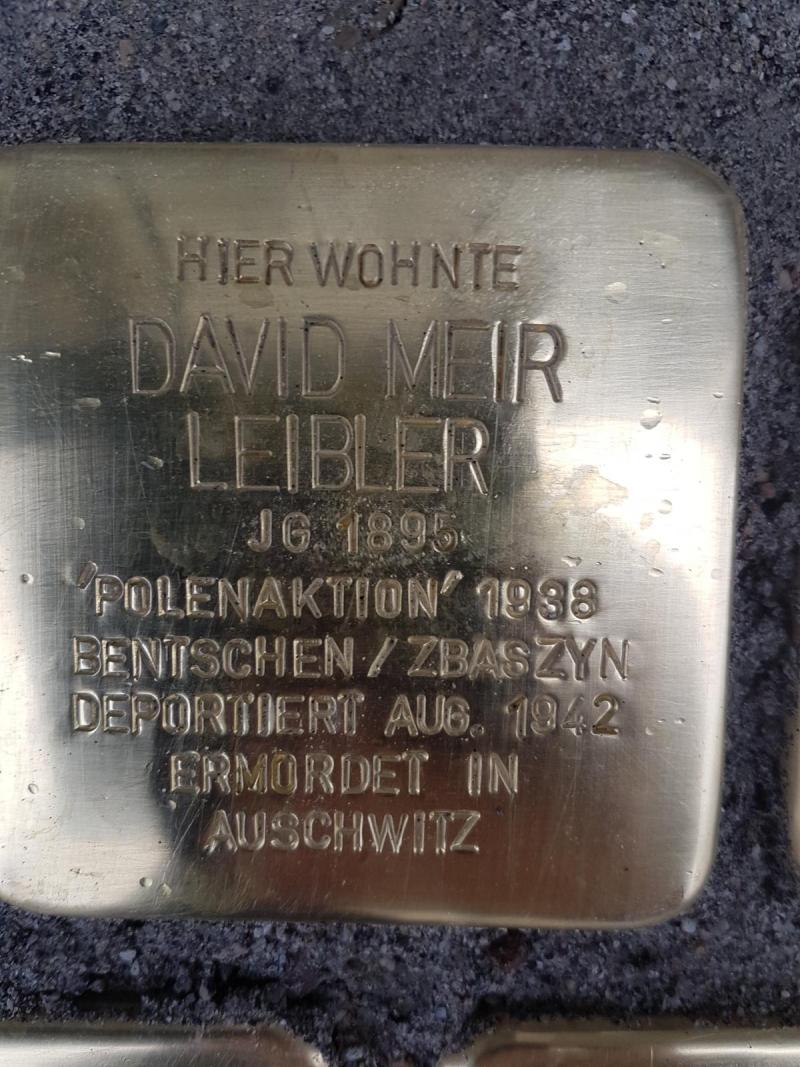 HIER WOHNTE
DAVID MEIR
LEIBLER
JG 1895
'POLENAKTION' 1938
BENTSCHEN / ZBASZYN
DEPORTIERT AUG. 1942
ERMORDET IN
AUSCHWITZ